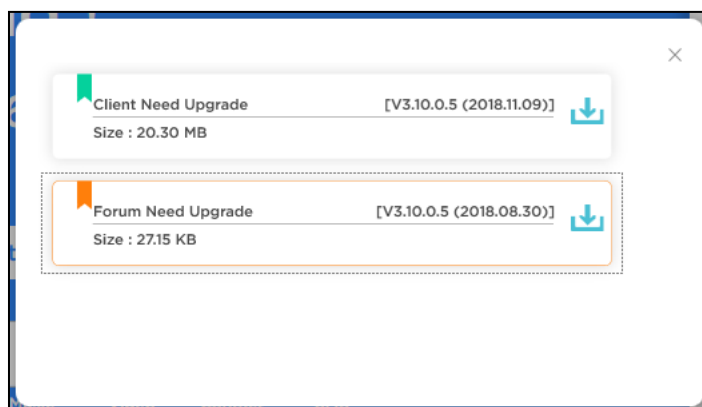 Client Need Upgrade [V3.10.0.5 (2018.11.09)]
Size : 20.30 MB
Forum Need Upgrade [V3.10.0.5 (2018.08.30)]
Size : 27.15 KB